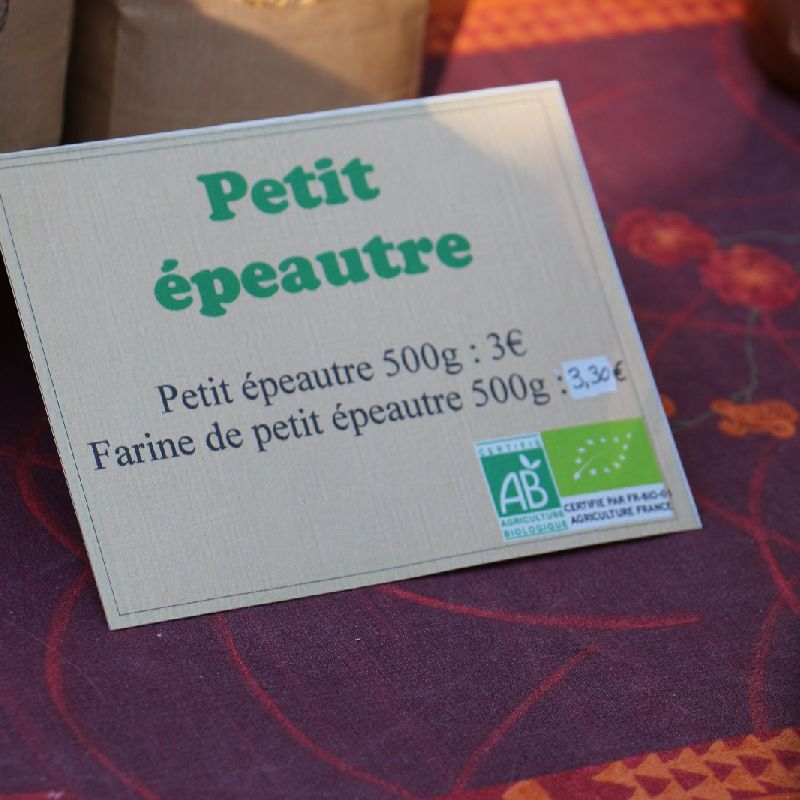 Petit
épeautre
Petit épeautre 500g : 3€
Farine de petit épeautre 500g : 3,30€
CERTIFIÉ
AB
AGRICULTURE
BIOLOGIQUE
CERTIFIE PAR FR-BIO-01
AGRICULTURE FRANCE